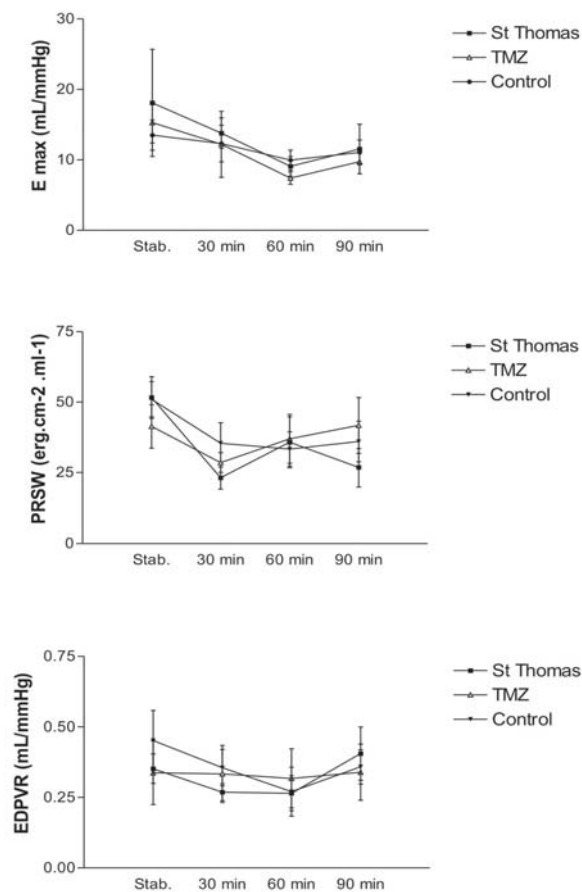 E max (mL/mmHg)
30
20
10
0
Stab. 30 min 60 min 90 min
St Thomas
TMZ
Control
PRSW (erg.cm-2 .ml-1)
75
50
25
0
Stab. 30 min 60 min 90 min
St Thomas
TMZ
Control
EDPVR (mL/mmHg)
0.75
0.50
0.25
0.00
Stab. 30 min 60 min 90 min
St Thomas
TMZ
Control